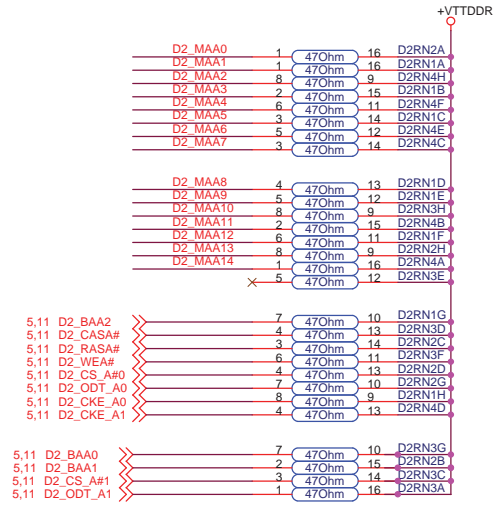 +VTTDDR
D2_MAA0 1 47Ohm 16 D2RN2A
D2_MAA1 1 47Ohm 16 D2RN1A
D2_MAA2 8 47Ohm 9 D2RN4H
D2_MAA3 2 47Ohm 15 D2RN1B
D2_MAA4 6 47Ohm 11 D2RN4F
D2_MAA5 3 47Ohm 14 D2RN1C
D2_MAA6 5 47Ohm 12 D2RN4E
D2_MAA7 3 47Ohm 14 D2RN4C
D2_MAA8 4 47Ohm 13 D2RN1D
D2_MAA9 5 47Ohm 12 D2RN1E
D2_MAA10 8 47Ohm 9 D2RN3H
D2_MAA11 2 47Ohm 15 D2RN4B
D2_MAA12 6 47Ohm 11 D2RN1F
D2_MAA13 8 47Ohm 9 D2RN2H
D2_MAA14 1 47Ohm 16 D2RN4A
5 47Ohm 12 D2RN3E
5,11 D2_BAA2 7 47Ohm 10 D2RN1G
5,11 D2_CASA# 4 47Ohm 13 D2RN3D
5,11 D2_RASA# 3 47Ohm 14 D2RN2C
5,11 D2_WEA# 6 47Ohm 11 D2RN3F
5,11 D2_CS_A#0 4 47Ohm 13 D2RN2D
5,11 D2_ODT_A0 7 47Ohm 10 D2RN2G
5,11 D2_CKE_A0 8 47Ohm 9 D2RN1H
5,11 D2_CKE_A1 4 47Ohm 13 D2RN4D
5,11 D2_BAA0 7 47Ohm 10 D2RN3G
5,11 D2_BAA1 2 47Ohm 15 D2RN2B
5,11 D2_CS_A#1 3 47Ohm 14 D2RN3C
5,11 D2_ODT_A1 1 47Ohm 16 D2RN3A